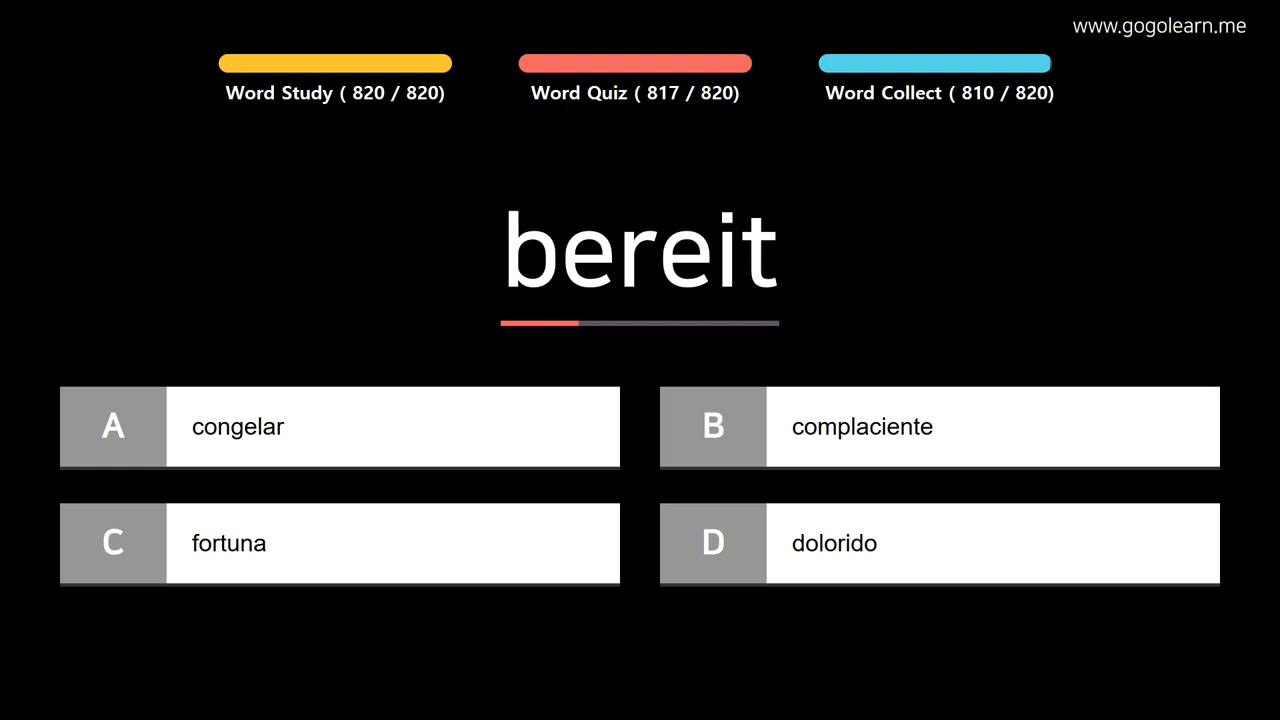 www.gogolearn.me
Word Study ( 820 / 820)
Word Quiz ( 817 / 820)
Word Collect ( 810 / 820)
bereit
A congelar
B complaciente
C fortuna
D dolorido